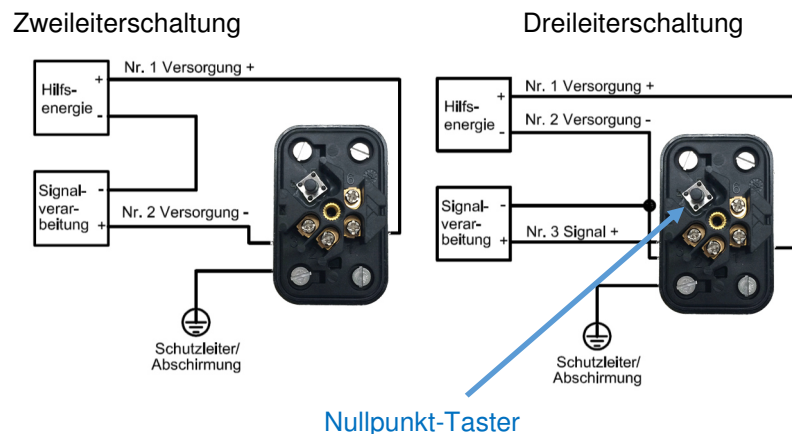 Zweileiterschaltung
Nr. 1 Versorgung +
Hilfs-
energie
+
-
Signal-
verar-
beitung
-
+
Nr. 2 Versorgung -
Schutzleiter/
Abschirmung
Dreileiterschaltung
Nr. 1 Versorgung +
Hilfs-
energie
+
-
Nr. 2 Versorgung -
Signal-
verar-
beitung
-
+
Nr. 3 Signal +
Schutzleiter/
Abschirmung
Nullpunkt-Taster